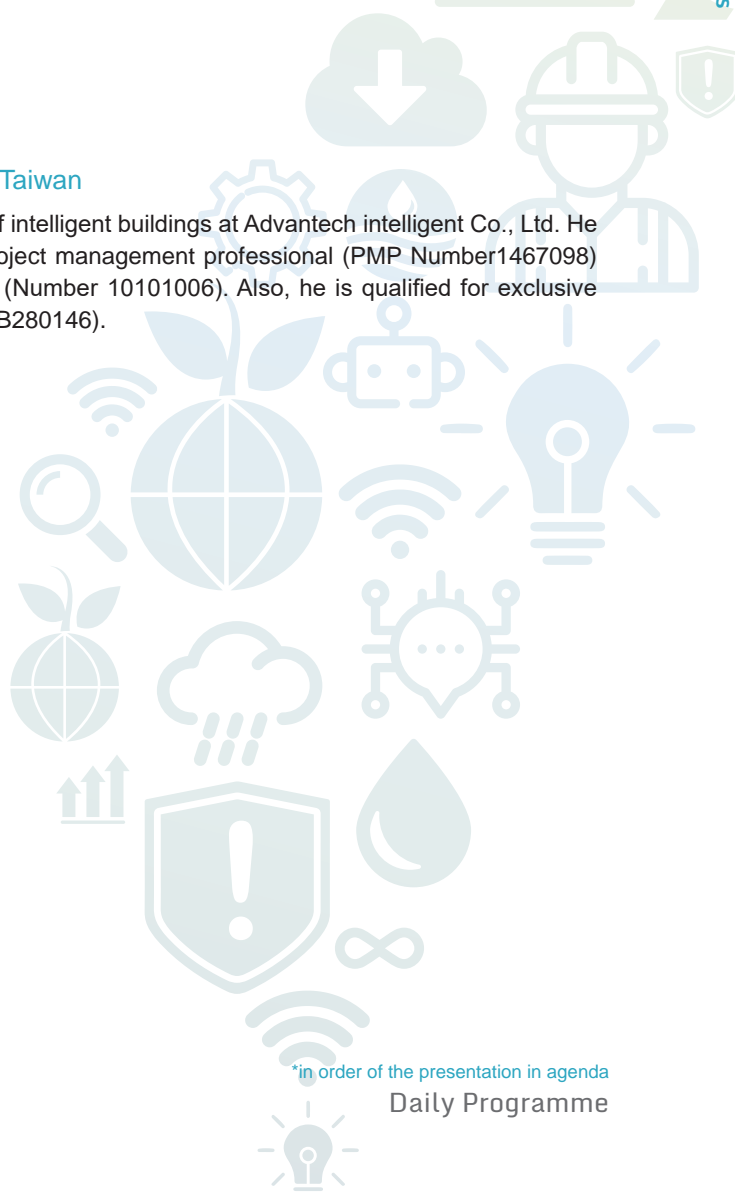 Taiwan
f intelligent buildings at Advantech intelligent Co., Ltd. He
oject management professional (PMP Number1467098)
(Number 10101006). Also, he is qualified for exclusive
B280146).
*in order of the presentation in agenda
Daily Programme